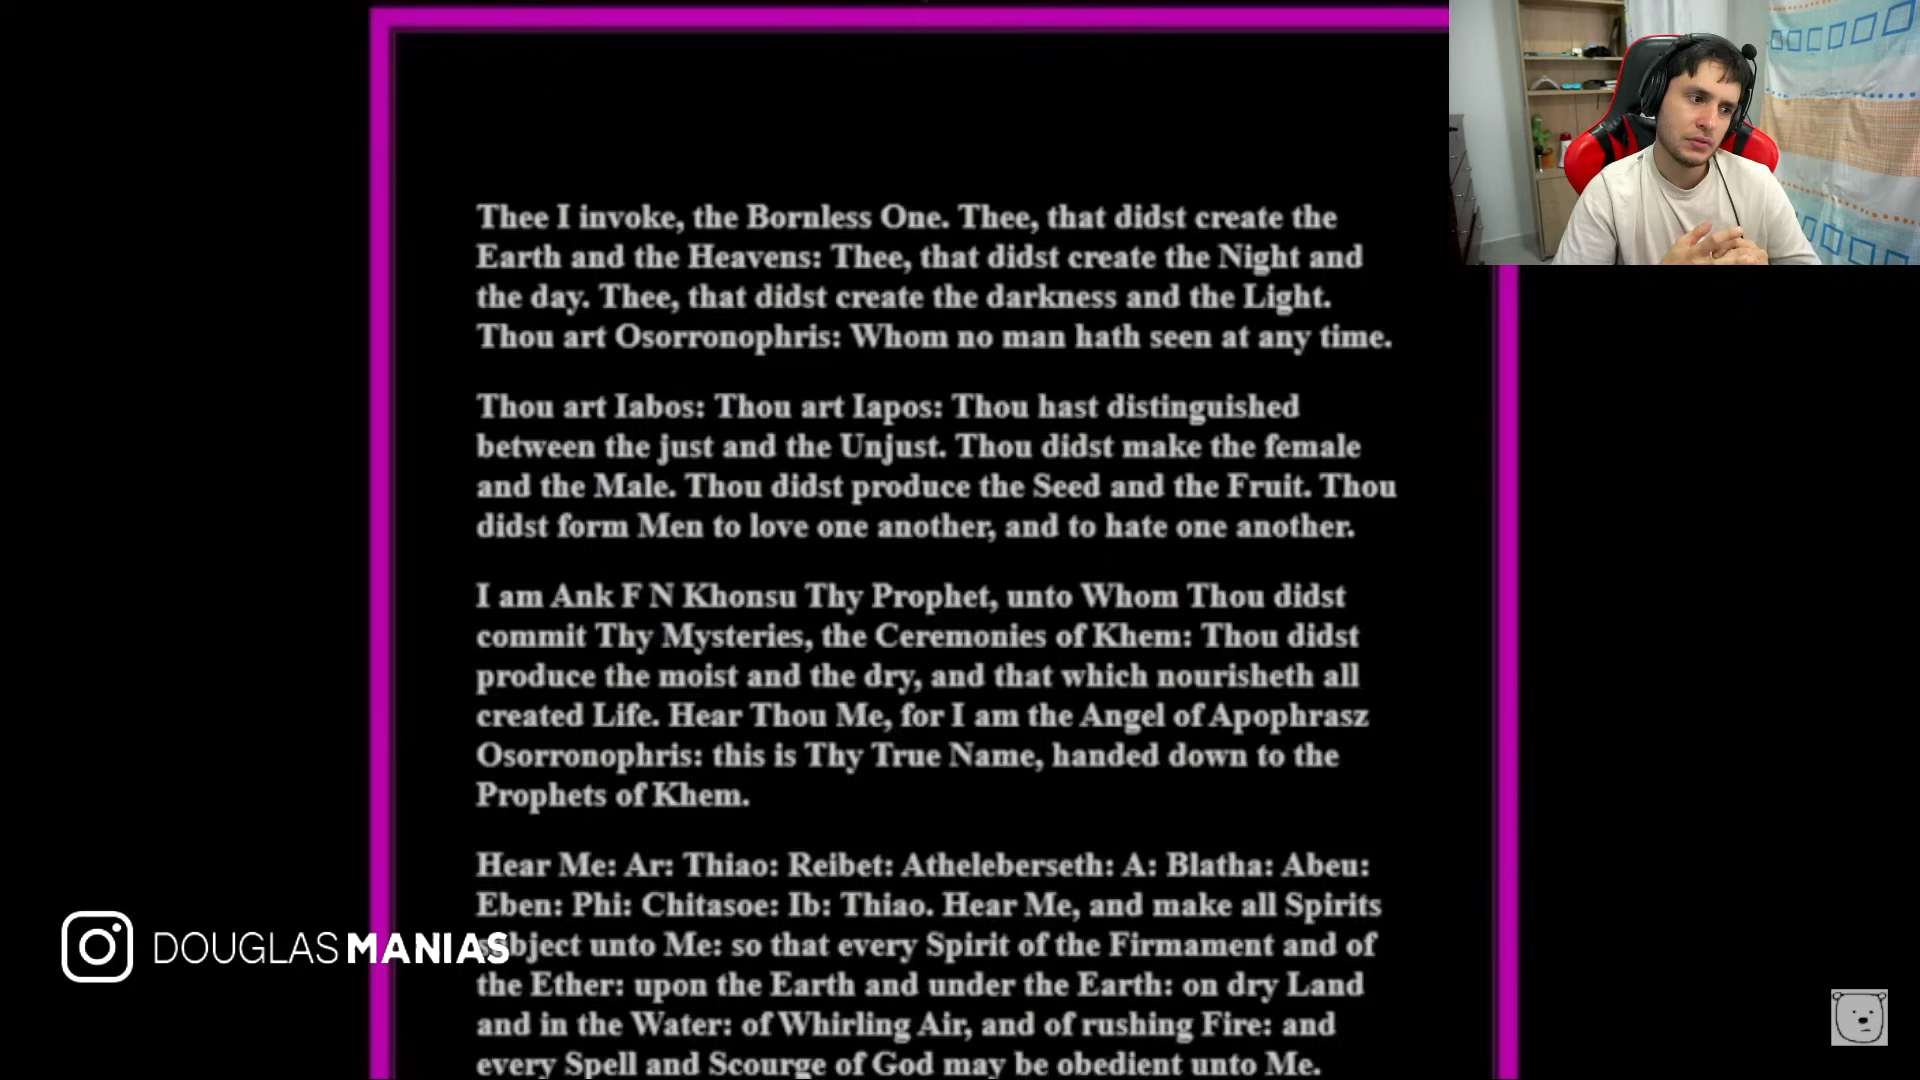 Thee I invoke, the Bornless One. Thee, that didst create the
Earth and the Heavens: Thee, that didst create the Night and
the day. Thee, that didst create the darkness and the Light.
Thou art Osorronophris: Whom no man hath seen at any time.
Thou art Iabos: Thou art Iapos: Thou hast distinguished
between the just and the Unjust. Thou didst make the female
and the Male. Thou didst produce the Seed and the Fruit. Thou
didst form Men to love one another, and to hate one another.
I am Ank F N Khonsu Thy Prophet, unto Whom Thou didst
commit Thy Mysteries, the Ceremonies of Khem: Thou didst
produce the moist and the dry, and that which nourisheth all
created Life. Hear Thou Me, for I am the Angel of Apophrasz
Osorronophris: this is Thy True Name, handed down to the
Prophets of Khem.
Hear Me: Ar: Thiao: Reibet: Atheleberseth: A: Blatha: Abeu:
Eben: Phi: Chitasoe: Ib: Thiao. Hear Me, and make all Spirits
subject unto Me: so that every Spirit of the Firmament and of
the Ether: upon the Earth and under the Earth: on dry Land
and in the Water: of Whirling Air, and of rushing Fire: and
every Spell and Scourge of God may be obedient unto Me.
DOUGLASMANIAS